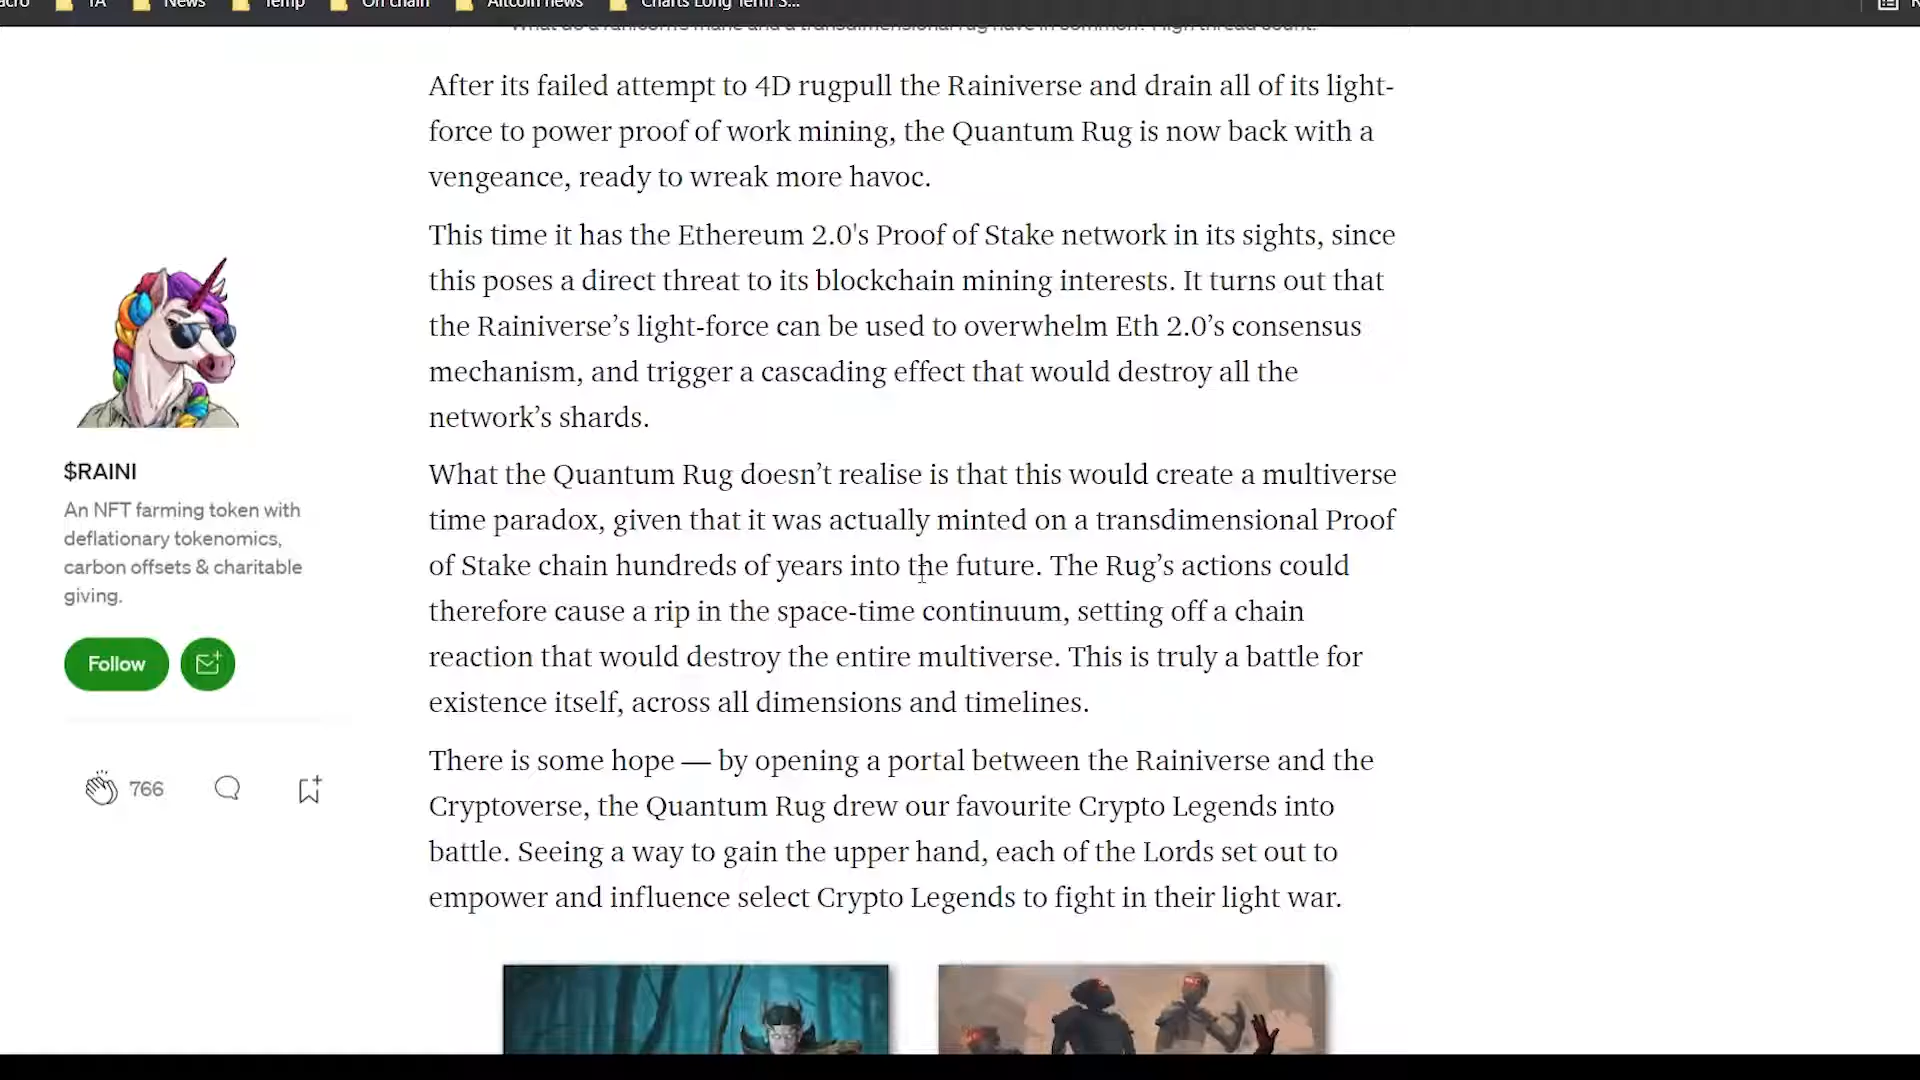 TA
News
Temp
On chain
Altcoin news
Charts Long Term S...
After its failed attempt to 4D rugpull the Rainiverse and drain all of its light-
force to power proof of work mining, the Quantum Rug is now back with a
vengeance, ready to wreak more havoc.
This time it has the Ethereum 2.0's Proof of Stake network in its sights, since
this poses a direct threat to its blockchain mining interests. It turns out that
the Rainiverse’s light-force can be used to overwhelm Eth 2.0’s consensus
mechanism, and trigger a cascading effect that would destroy all the
network’s shards.
$RAINI
An NFT farming token with
deflationary tokenomics,
carbon offsets & charitable
giving.
Follow
766
What the Quantum Rug doesn’t realise is that this would create a multiverse
time paradox, given that it was actually minted on a transdimensional Proof
of Stake chain hundreds of years into the future. The Rug’s actions could
therefore cause a rip in the space-time continuum, setting off a chain
reaction that would destroy the entire multiverse. This is truly a battle for
existence itself, across all dimensions and timelines.
There is some hope — by opening a portal between the Rainiverse and the
Cryptoverse, the Quantum Rug drew our favourite Crypto Legends into
battle. Seeing a way to gain the upper hand, each of the Lords set out to
empower and influence select Crypto Legends to fight in their light war.